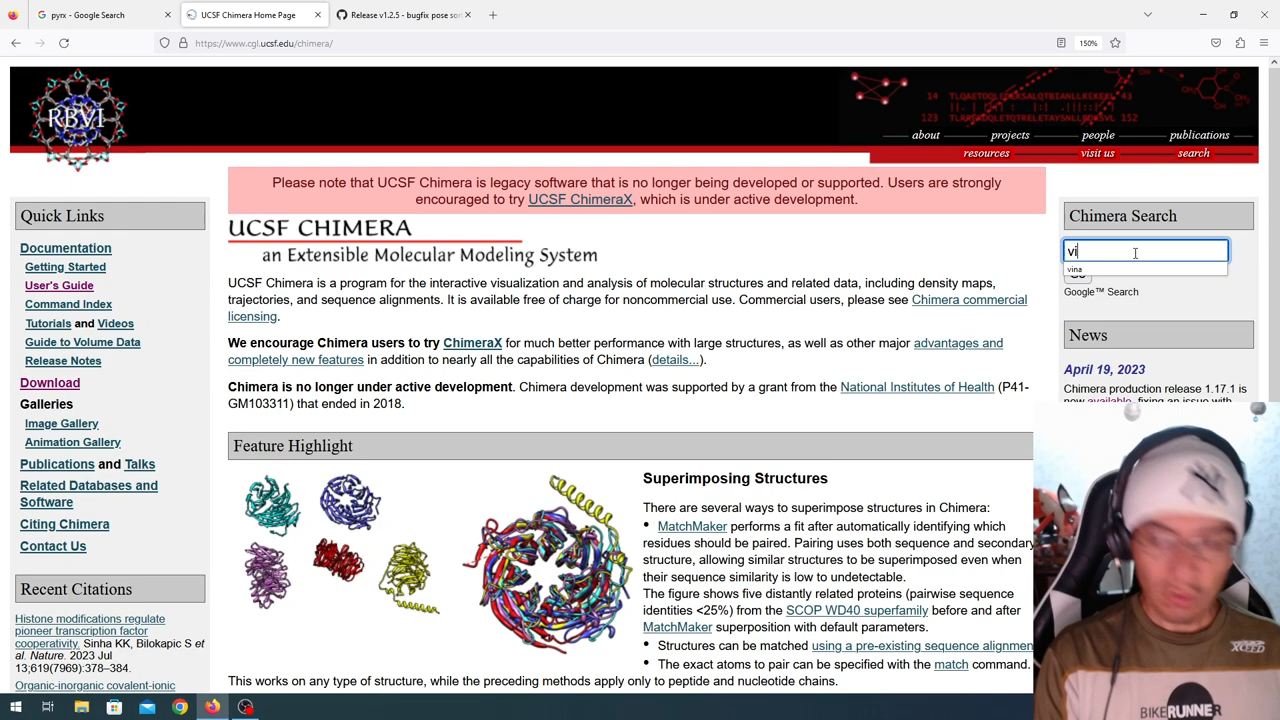 pyrx - Google Search
UCSF Chimera Home Page
Release v1.2.5 - bugfix pose sor
https://www.cgl.ucsf.edu/chimera/
150%
RBVI
14 TLQACTDQLFTEKSALQTBIANLLKEKEKL 43
about
projects
people
publications
resources
visit us
search
Please note that UCSF Chimera is legacy software that is no longer being developed or supported. Users are strongly
encouraged to try UCSF ChimeraX, which is under active development.
Quick Links
Documentation
Getting Started
User's Guide
Command Index
Tutorials and Videos
Guide to Volume Data
Release Notes
Download
Galleries
Image Gallery
Animation Gallery
Publications and Talks
Related Databases and
Software
Citing Chimera
Contact Us
Recent Citations
Histone modifications regulate
pioneer transcription factor
cooperativity. Sinha KK, Bilokapic S et
al. Nature. 2023 Jul
13;619(7969):378–384.
Organic-inorganic covalent-ionic
UCSF CHIMERA
an Extensible Molecular Modeling System
UCSF Chimera is a program for the interactive visualization and analysis of molecular structures and related data, including density maps,
trajectories, and sequence alignments. It is available free of charge for noncommercial use. Commercial users, please see Chimera commercial
licensing.
We encourage Chimera users to try ChimeraX for much better performance with large structures, as well as other major advantages and
completely new features in addition to nearly all the capabilities of Chimera (details...).
Chimera is no longer under active development. Chimera development was supported by a grant from the National Institutes of Health (P41-
GM103311) that ended in 2018.
Feature Highlight
Superimposing Structures
There are several ways to superimpose structures in Chimera:
• MatchMaker performs a fit after automatically identifying which
residues should be paired. Pairing uses both sequence and secondary
structure, allowing similar structures to be superimposed even when
their sequence similarity is low to undetectable.
The figure shows five distantly related proteins (pairwise sequence
identities <25%) from the SCOP WD40 superfamily before and after
MatchMaker superposition with default parameters.
• Structures can be matched using a pre-existing sequence alignmen
• The exact atoms to pair can be specified with the match command.
This works on any type of structure, while the preceding methods apply only to peptide and nucleotide chains.
Chimera Search
vi
vina
Google™ Search
News
April 19, 2023
Chimera production release 1.17.1 is
now available, fixing an issue with
XCEED
BIKERUNNER